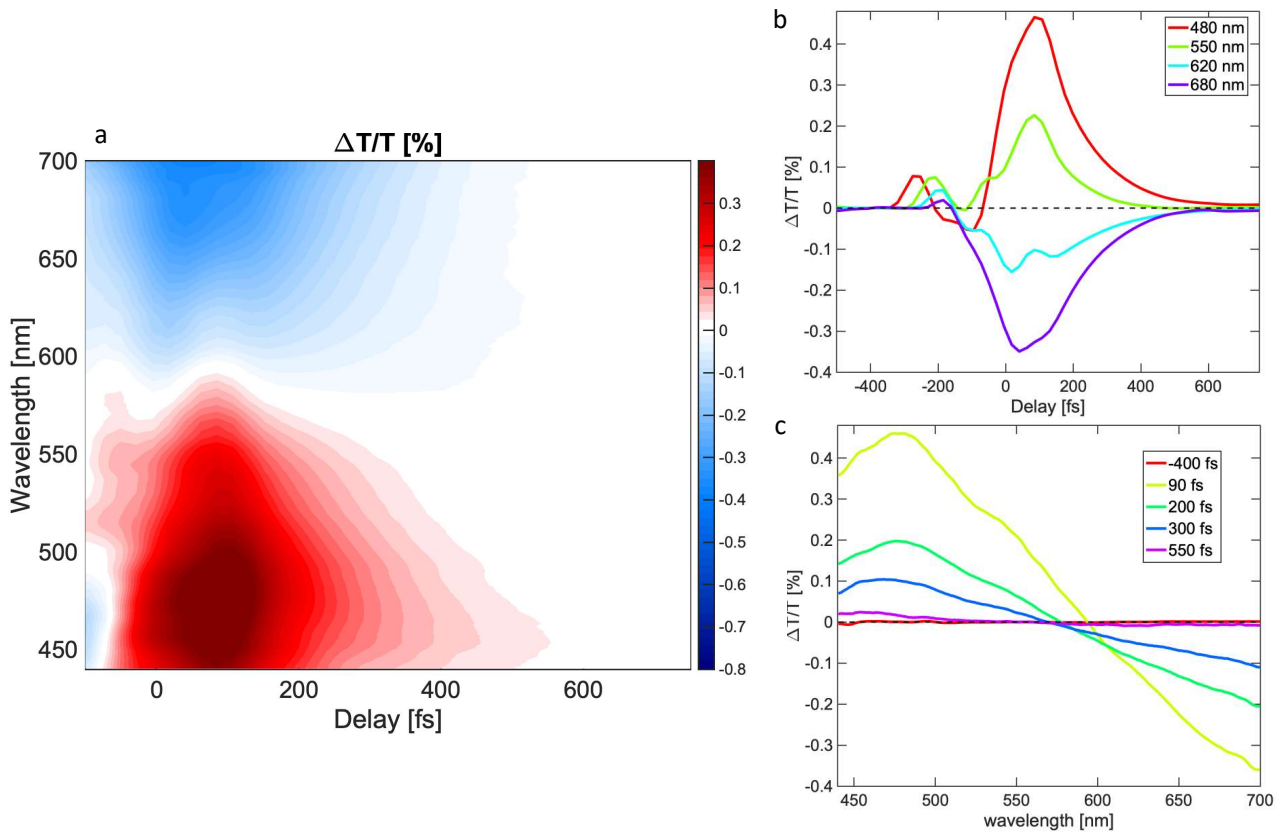 a
ΔT/T [%]
700
650
600
550
500
450
Wavelength [nm]
0
200
400
600
Delay [fs]
0.3
0.2
0.1
0
-0.1
-0.2
-0.3
-0.4
-0.5
-0.6
-0.7
-0.8
b
0.4
0.3
0.2
0.1
0
-0.1
-0.2
-0.3
-0.4
ΔT/T [%]
480 nm
550 nm
620 nm
680 nm
-400
-200
0
200
400
600
Delay [fs]
c
0.4
0.3
0.2
0.1
0
-0.1
-0.2
-0.3
-0.4
ΔT/T [%]
-400 fs
90 fs
200 fs
300 fs
550 fs
450
500
550
600
650
700
wavelength [nm]